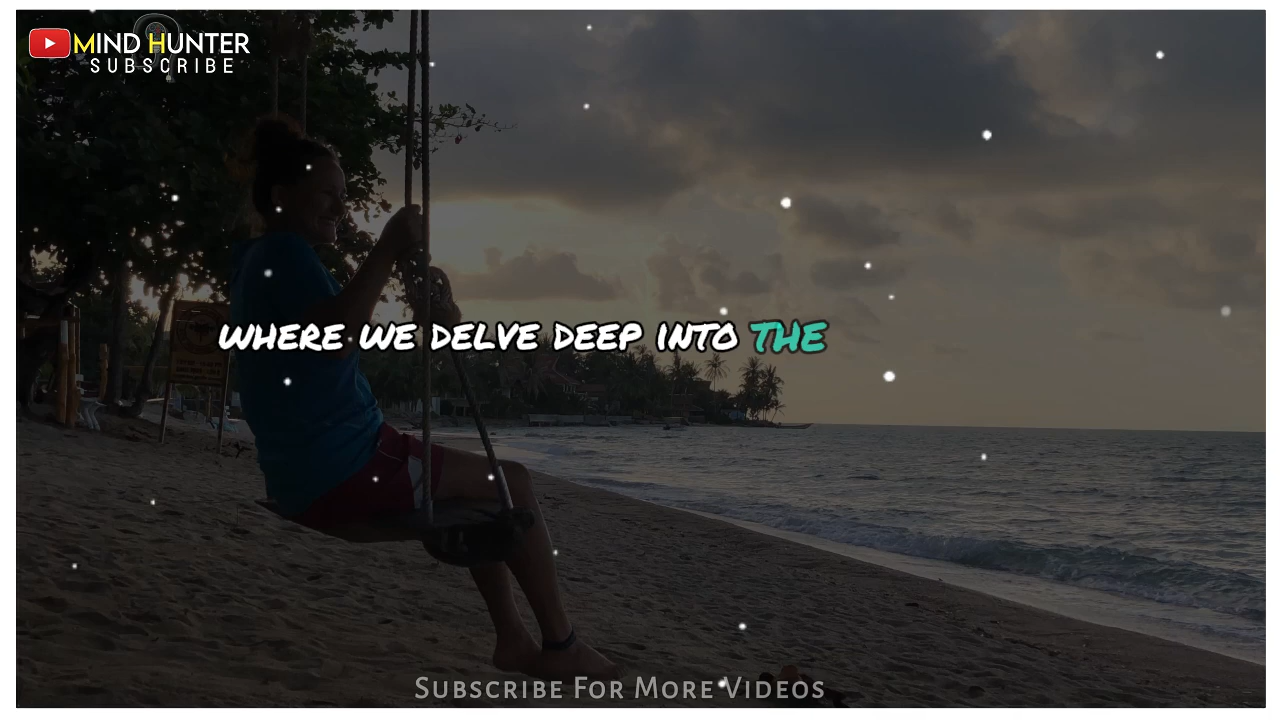 MIND HUNTER
SUBSCRIBE
WHERE WE DELVE DEEP INTO THE
SUBSCRIBE FOR MORE VIDEOS